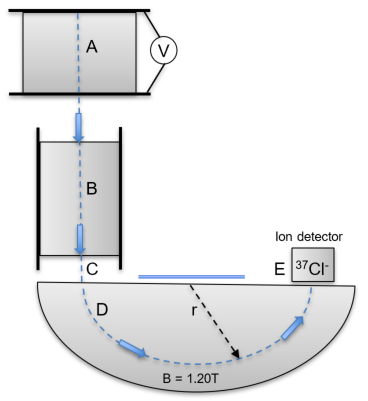 A
V
B
Ion detector
C
E
³⁷Cl⁻
D
r
B = 1.20T